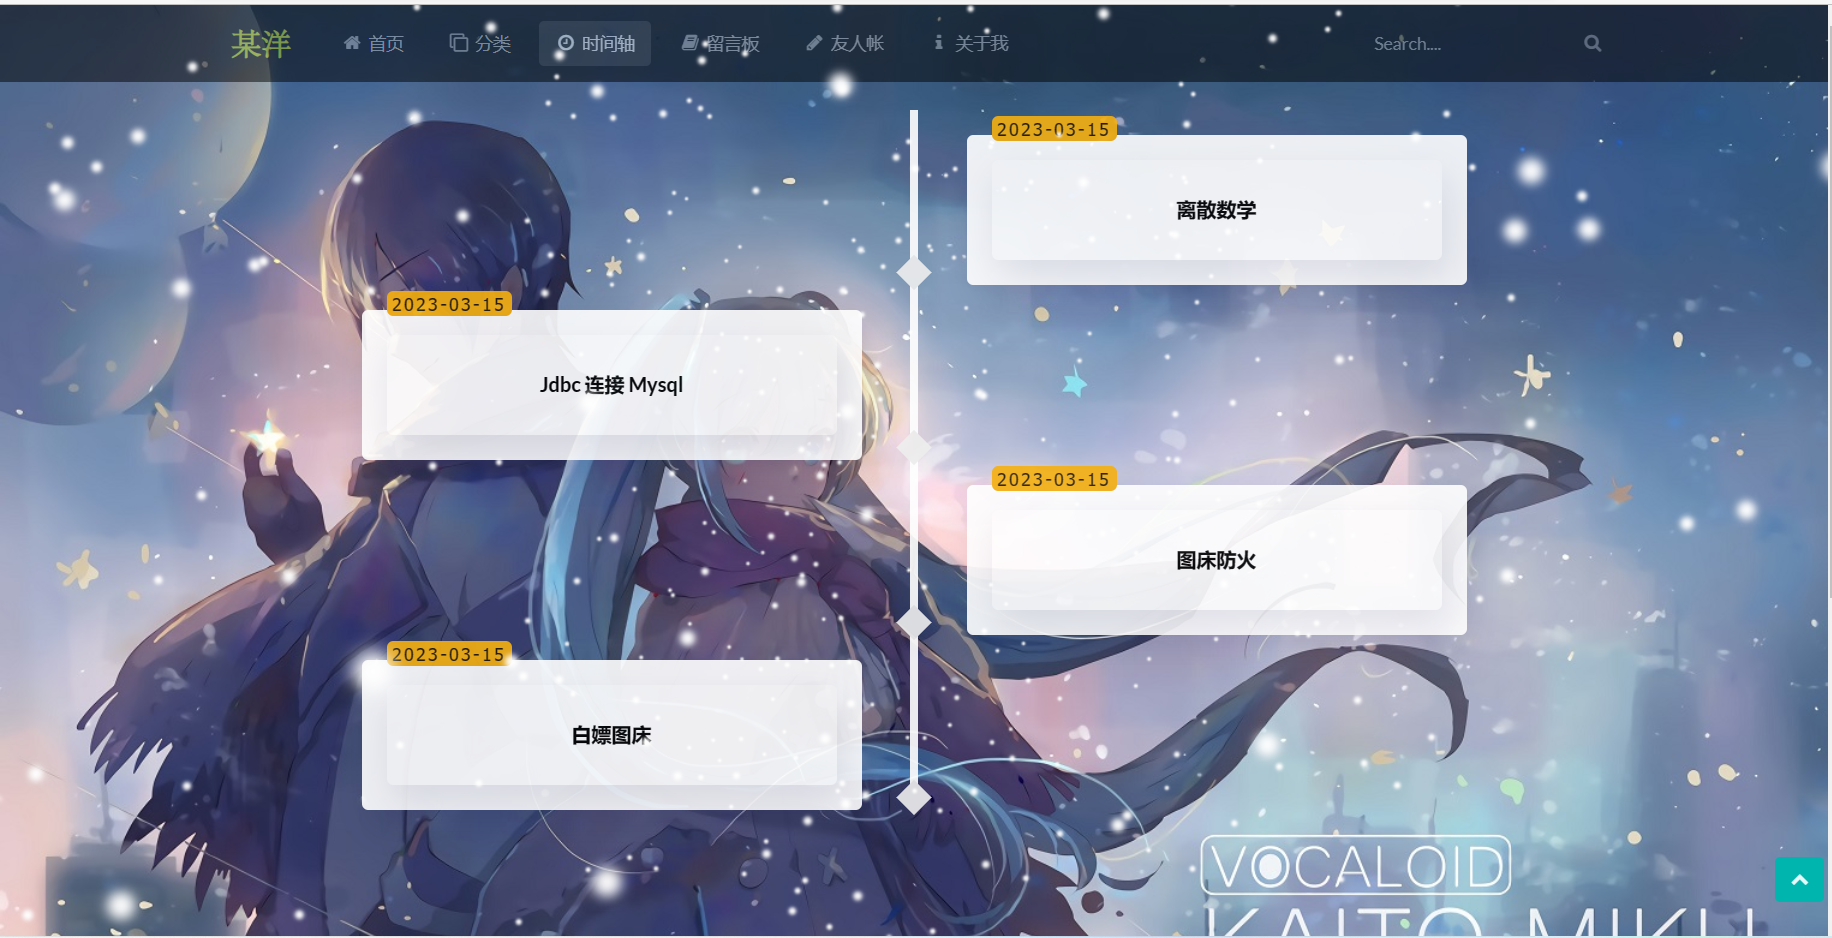 某洋
首页
分类
时间轴
留言板
友人帐
关于我
Search....
2023-03-15
离散数学
2023-03-15
Jdbc 连接 Mysql
2023-03-15
图床防火
2023-03-15
白嫖图床
VOCALOID
KAITO MIKU